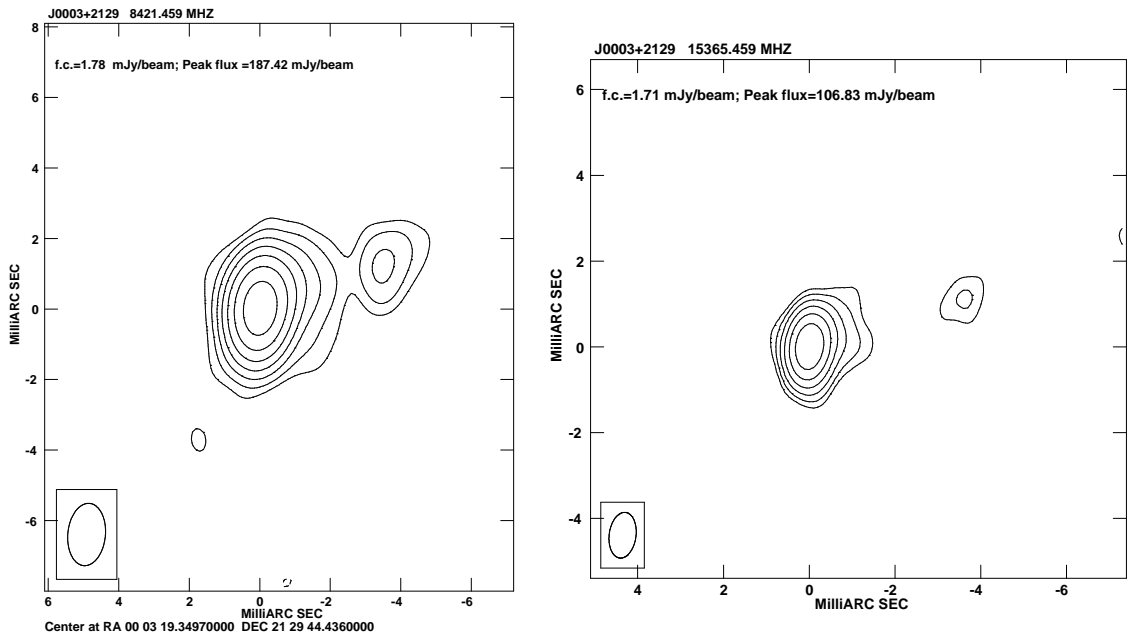 J0003+2129 8421.459 MHZ
f.c.=1.78 mJy/beam; Peak flux =187.42 mJy/beam
8
6
4
2
0
-2
-4
-6
MilliARC SEC
6 4 2 0 -2 -4 -6
MilliARC SEC
Center at RA 00 03 19.34970000 DEC 21 29 44.4360000
J0003+2129 15365.459 MHZ
f.c.=1.71 mJy/beam; Peak flux=106.83 mJy/beam
6
4
2
0
-2
-4
MilliARC SEC
4 2 0 -2 -4 -6
MilliARC SEC